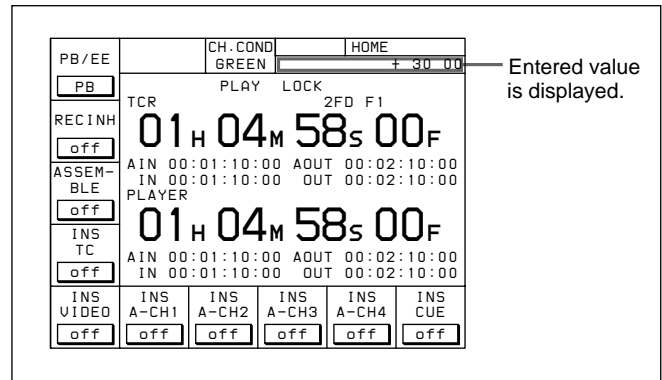 PB/EE
PB
CH.COND
GREEN
HOME
+ 30 00
Entered value
is displayed.
PLAY LOCK
TCR 2FD F1
01H 04M 58S 00F
AIN 00:01:10:00 AOUT 00:02:10:00
IN 00:01:10:00 OUT 00:02:10:00
RECINH
off
ASSEM-
BLE
off
PLAYER
01H 04M 58S 00F
AIN 00:01:10:00 AOUT 00:02:10:00
IN 00:01:10:00 OUT 00:02:10:00
INS
TC
off
INS
VIDEO
off
INS
A-CH1
off
INS
A-CH2
off
INS
A-CH3
off
INS
A-CH4
off
INS
CUE
off